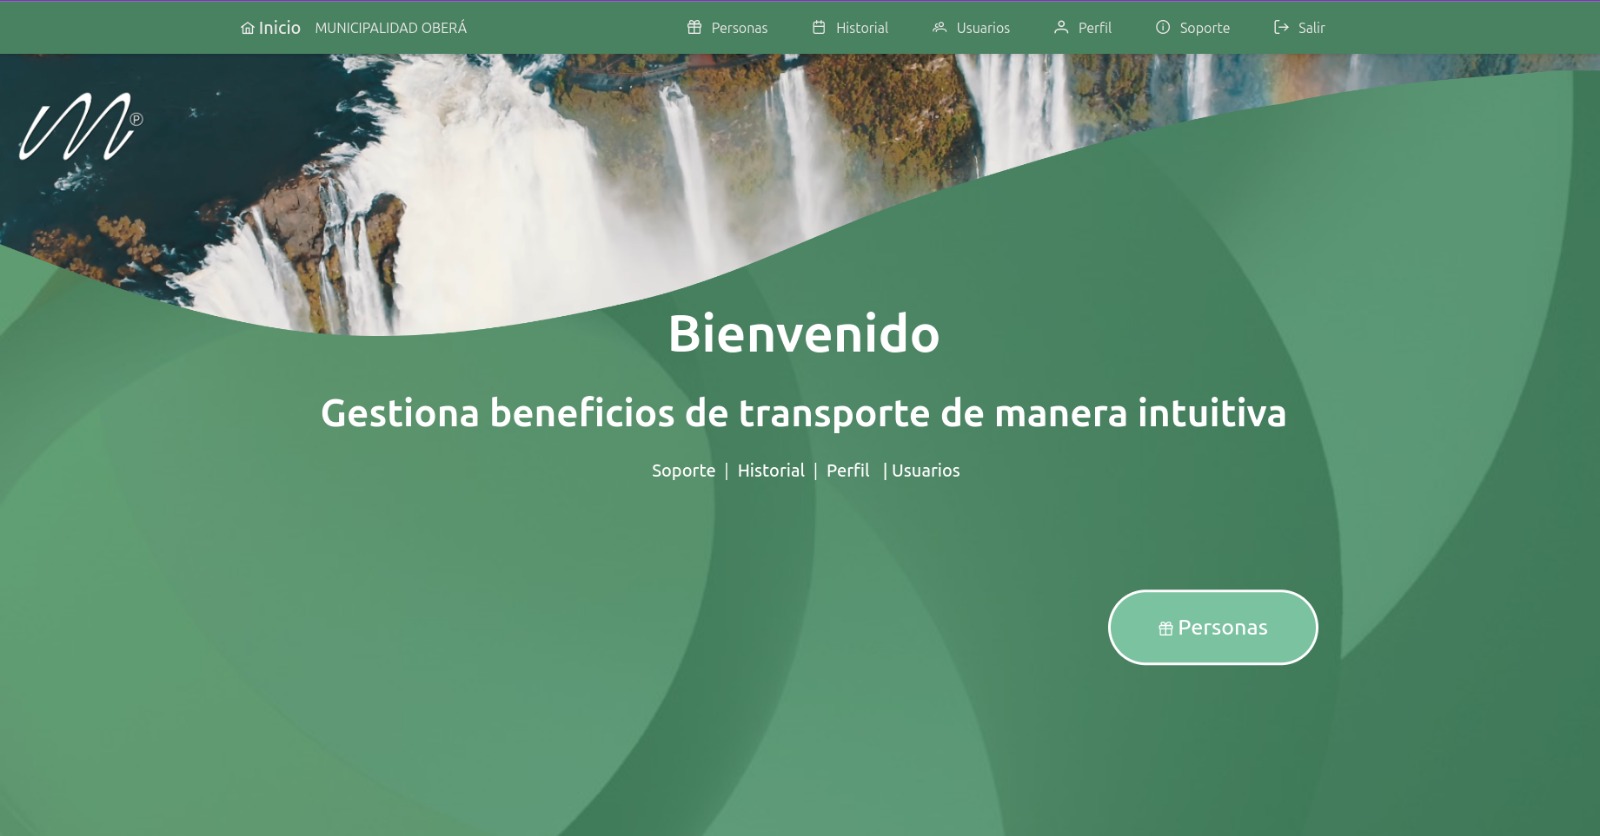 Inicio MUNICIPALIDAD OBERÁ Personas Historial Usuarios Perfil Soporte Salir
M Ⓟ
Bienvenido
Gestiona beneficios de transporte de manera intuitiva
Soporte | Historial | Perfil | Usuarios
Personas